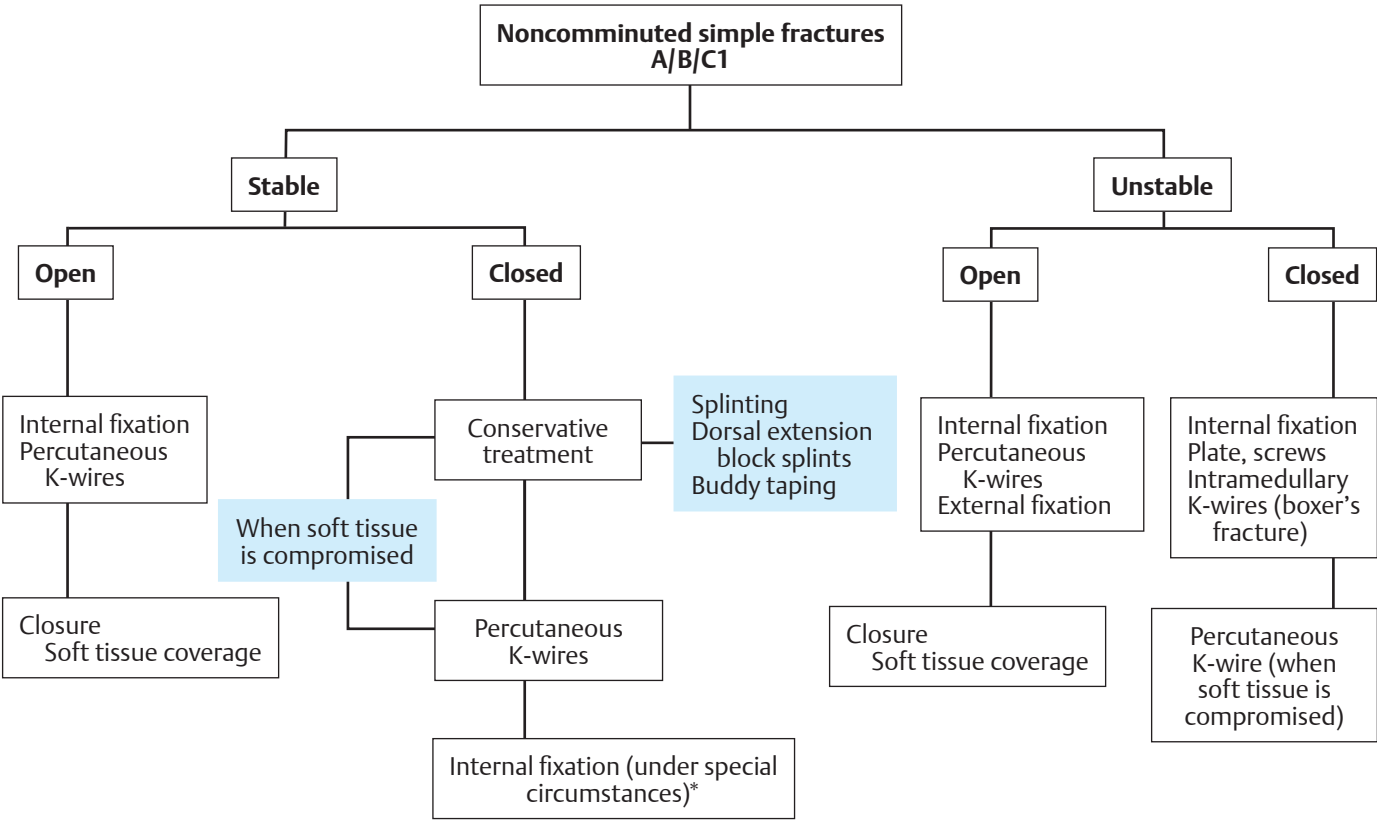 Noncomminuted simple fractures
A/B/C1
Stable
Unstable
Open
Closed
Open
Closed
Internal fixation
Percutaneous
K-wires
Conservative
treatment
Splinting
Dorsal extension
block splints
Buddy taping
When soft tissue
is compromised
Internal fixation
Percutaneous
K-wires
External fixation
Internal fixation
Plate, screws
Intramedullary
K-wires (boxer’s
fracture)
Closure
Soft tissue coverage
Percutaneous
K-wires
Closure
Soft tissue coverage
Percutaneous
K-wire (when
soft tissue is
compromised)
Internal fixation (under special
circumstances)*